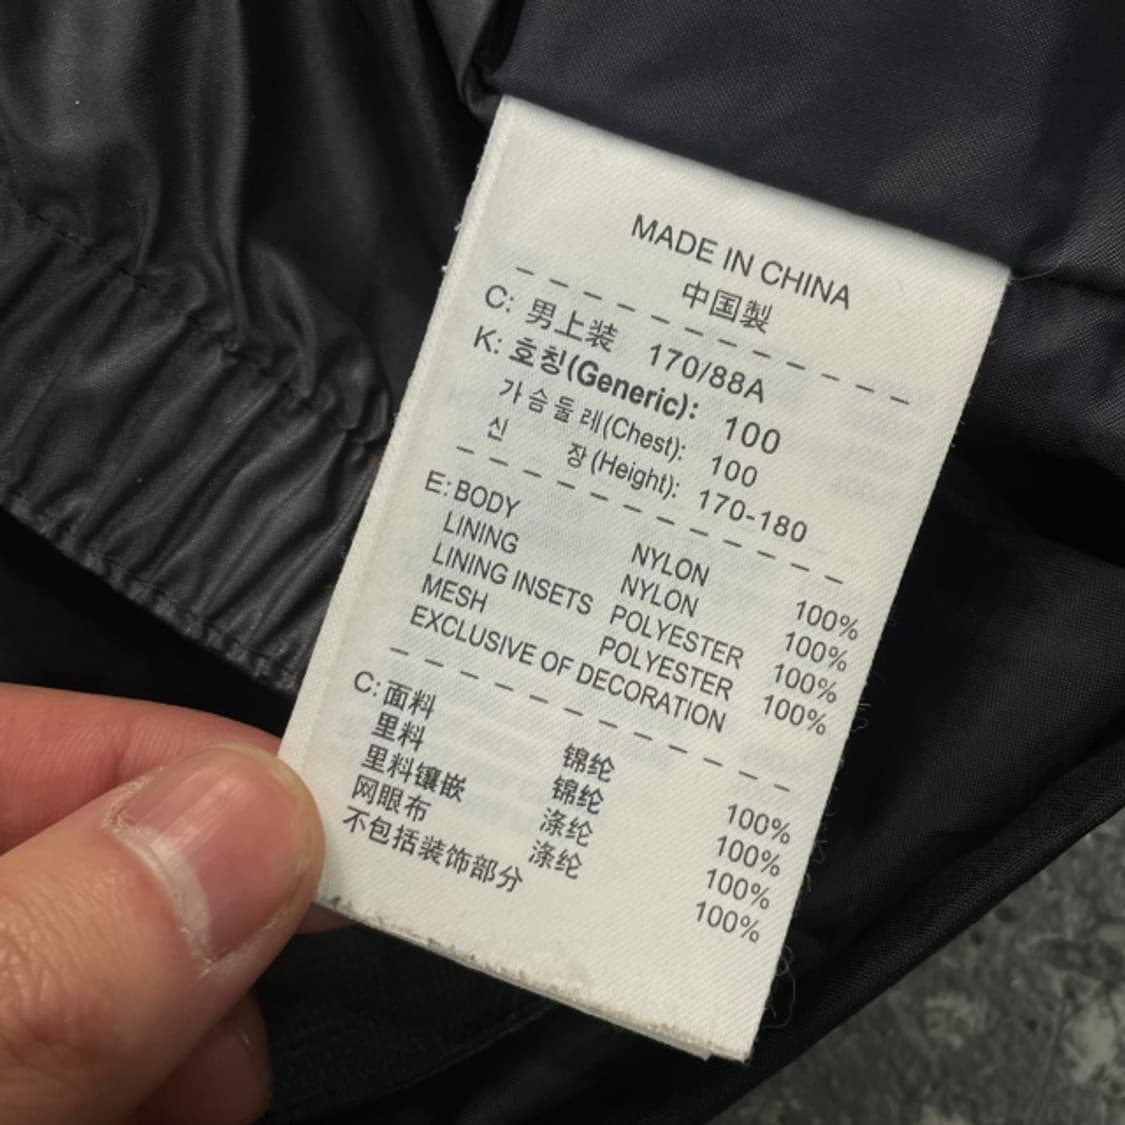 MADE IN CHINA
中国製
C: 男上装 170/88A
K: 호칭(Generic): 100
가슴둘레(Chest): 100
신 장(Height): 170-180
E: BODY NYLON 100%
LINING NYLON 100%
LINING INSETS POLYESTER 100%
MESH POLYESTER 100%
EXCLUSIVE OF DECORATION
C: 面料 锦纶 100%
里料 锦纶 100%
里料镶嵌 涤纶 100%
网眼布 涤纶 100%
不包括装饰部分